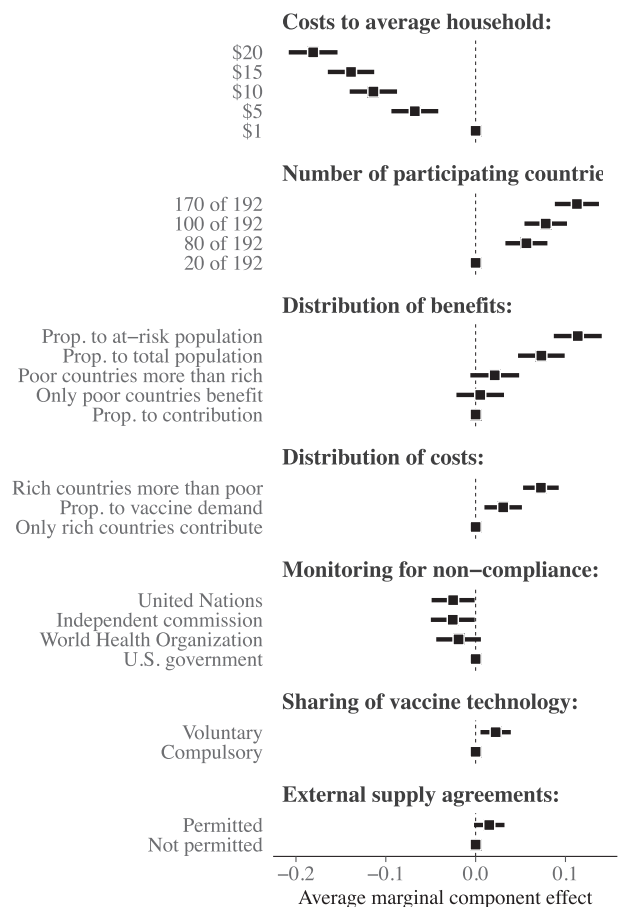 Costs to average household:
$20
$15
$10
$5
$1
Number of participating countrie
170 of 192
100 of 192
80 of 192
20 of 192
Distribution of benefits:
Prop. to at−risk population
Prop. to total population
Poor countries more than rich
Only poor countries benefit
Prop. to contribution
Distribution of costs:
Rich countries more than poor
Prop. to vaccine demand
Only rich countries contribute
Monitoring for non−compliance:
United Nations
Independent commission
World Health Organization
U.S. government
Sharing of vaccine technology:
Voluntary
Compulsory
External supply agreements:
Permitted
Not permitted
−0.2 −0.1 0.0 0.1
Average marginal component effect